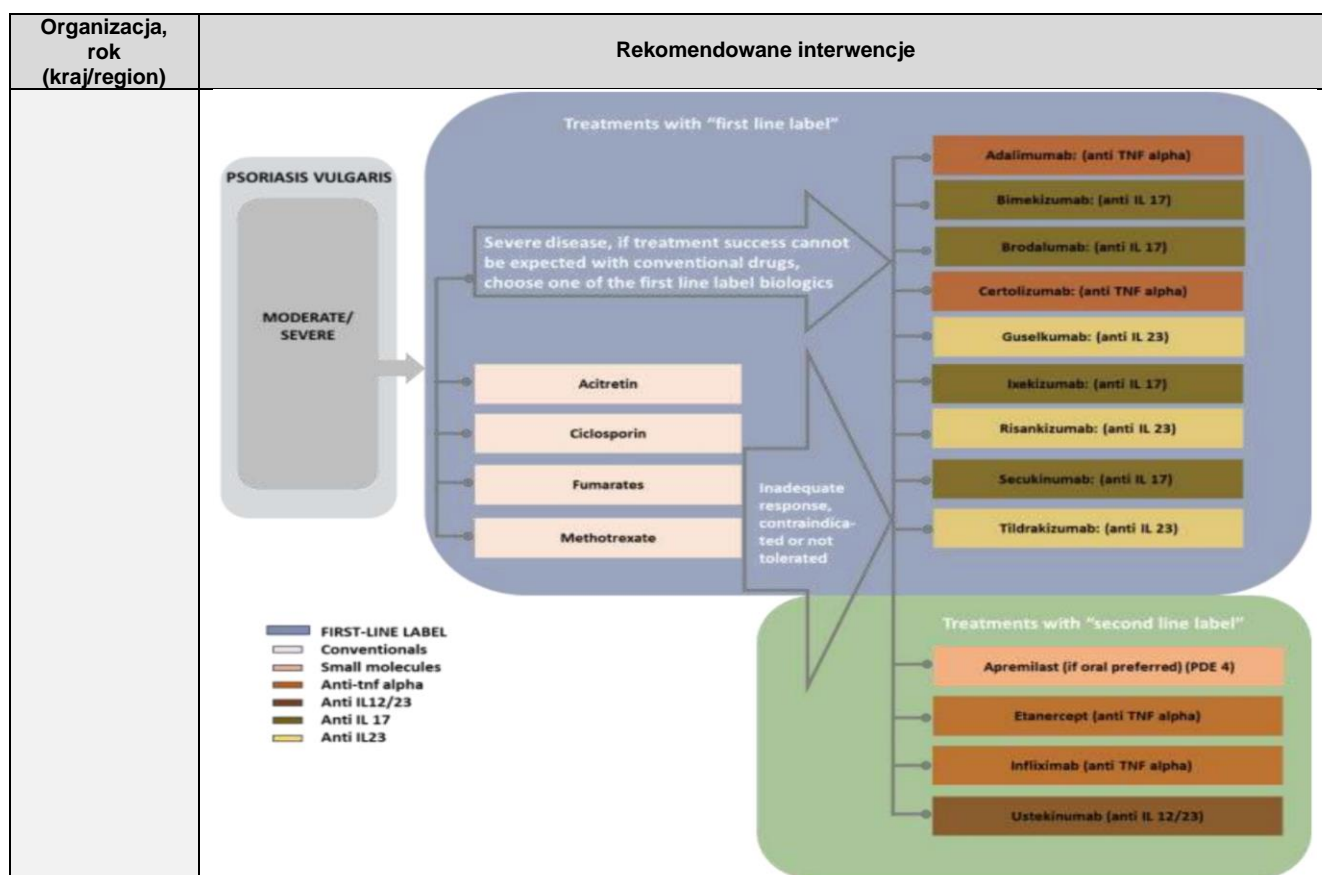 Organizacja,
rok
(kraj/region)
Rekomendowane interwencje
Treatments with "first line label"
PSORIASIS VULGARIS
MODERATE/
SEVERE
Severe disease, if treatment success cannot
be expected with conventional drugs,
choose one of the first line label biologics
Acitretin
Ciclosporin
Fumarates
Methotrexate
Inadequate
response,
contraindica-
ted or not
tolerated
Adalimumab: (anti TNF alpha)
Bimekizumab: (anti IL 17)
Brodalumab: (anti IL 17)
Certolizumab: (anti TNF alpha)
Guselkumab: (anti IL 23)
Ixekizumab: (anti IL 17)
Risankizumab: (anti IL 23)
Secukinumab: (anti IL 17)
Tildrakizumab: (anti IL 23)
Treatments with "second line label"
Apremilast (if oral preferred) (PDE 4)
Etanercept (anti TNF alpha)
Infliximab (anti TNF alpha)
Ustekinumab (anti IL 12/23)
FIRST-LINE LABEL
Conventionals
Small molecules
Anti-tnf alpha
Anti IL12/23
Anti IL 17
Anti IL23